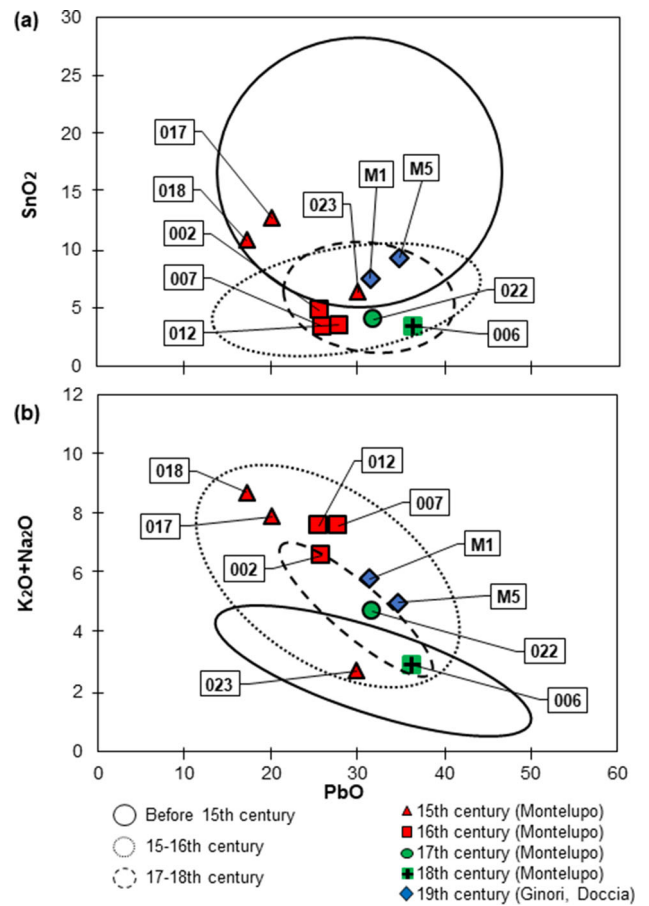 (a)
30
25
20
15
10
5
0
SnO₂
017
018
002
007
012
023
M1
M5
022
006
(b)
12
10
8
6
4
2
0
K₂O+Na₂O
018
017
002
023
012
007
M1
M5
022
006
0 10 20 30 40 50 60
PbO
Before 15th century
15-16th century
17-18th century
15th century (Montelupo)
16th century (Montelupo)
17th century (Montelupo)
18th century (Montelupo)
19th century (Ginori, Doccia)